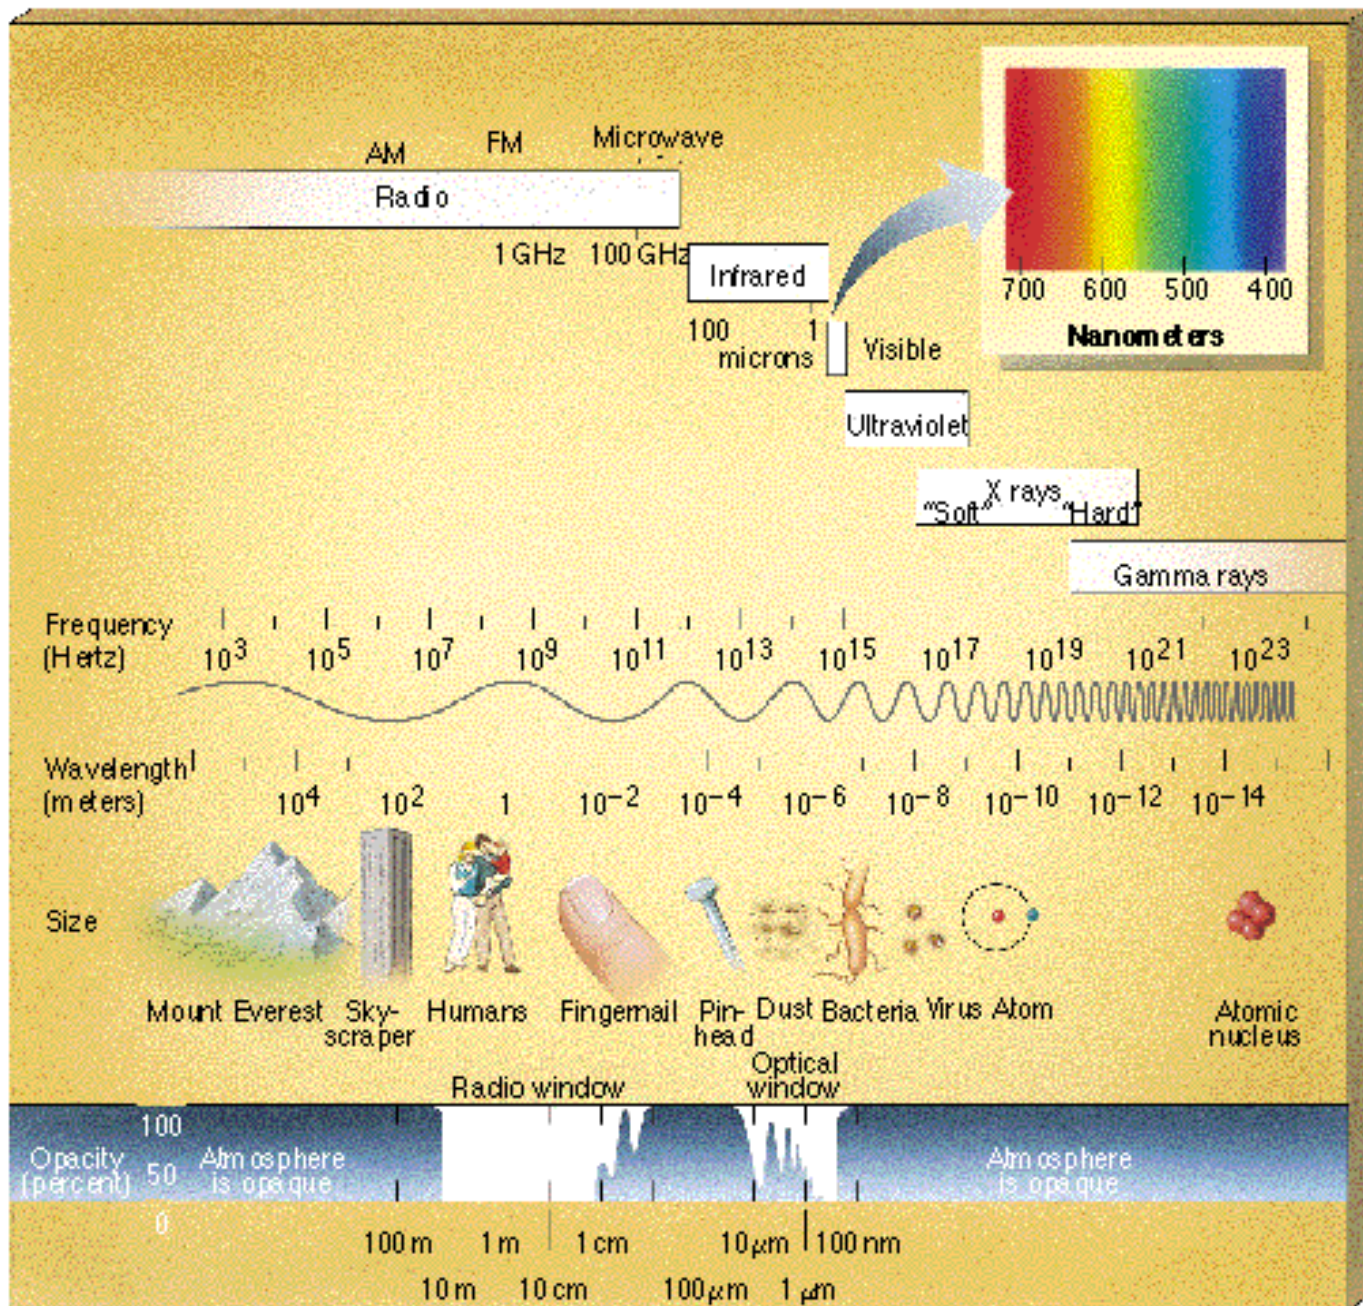 AM
FM
Microwave
Radio
1 GHz
100 GHz
Infrared
100
1
microns
Visible
700 600 500 400
Nanometers
Ultraviolet
X rays
"Soft" "Hard"
Gamma rays
Frequency
(Hertz)
10³ 10⁵ 10⁷ 10⁹ 10¹¹ 10¹³ 10¹⁵ 10¹⁷ 10¹⁹ 10²¹ 10²³
Wavelength
(meters)
10⁴ 10² 1 10⁻² 10⁻⁴ 10⁻⁶ 10⁻⁸ 10⁻¹⁰ 10⁻¹² 10⁻¹⁴
Size
Mount Everest
Sky-
scraper
Humans
Fingernail
Pin-
head
Dust
Bacteria
Virus
Atom
Atomic
nucleus
Radio window
Optical
window
Opacity
(percent)
100
50
0
Atmosphere
is opaque
Atmosphere
is opaque
100 m 1 m 1 cm 10 μm 100 nm
10 m 10 cm 100 μm 1 μm